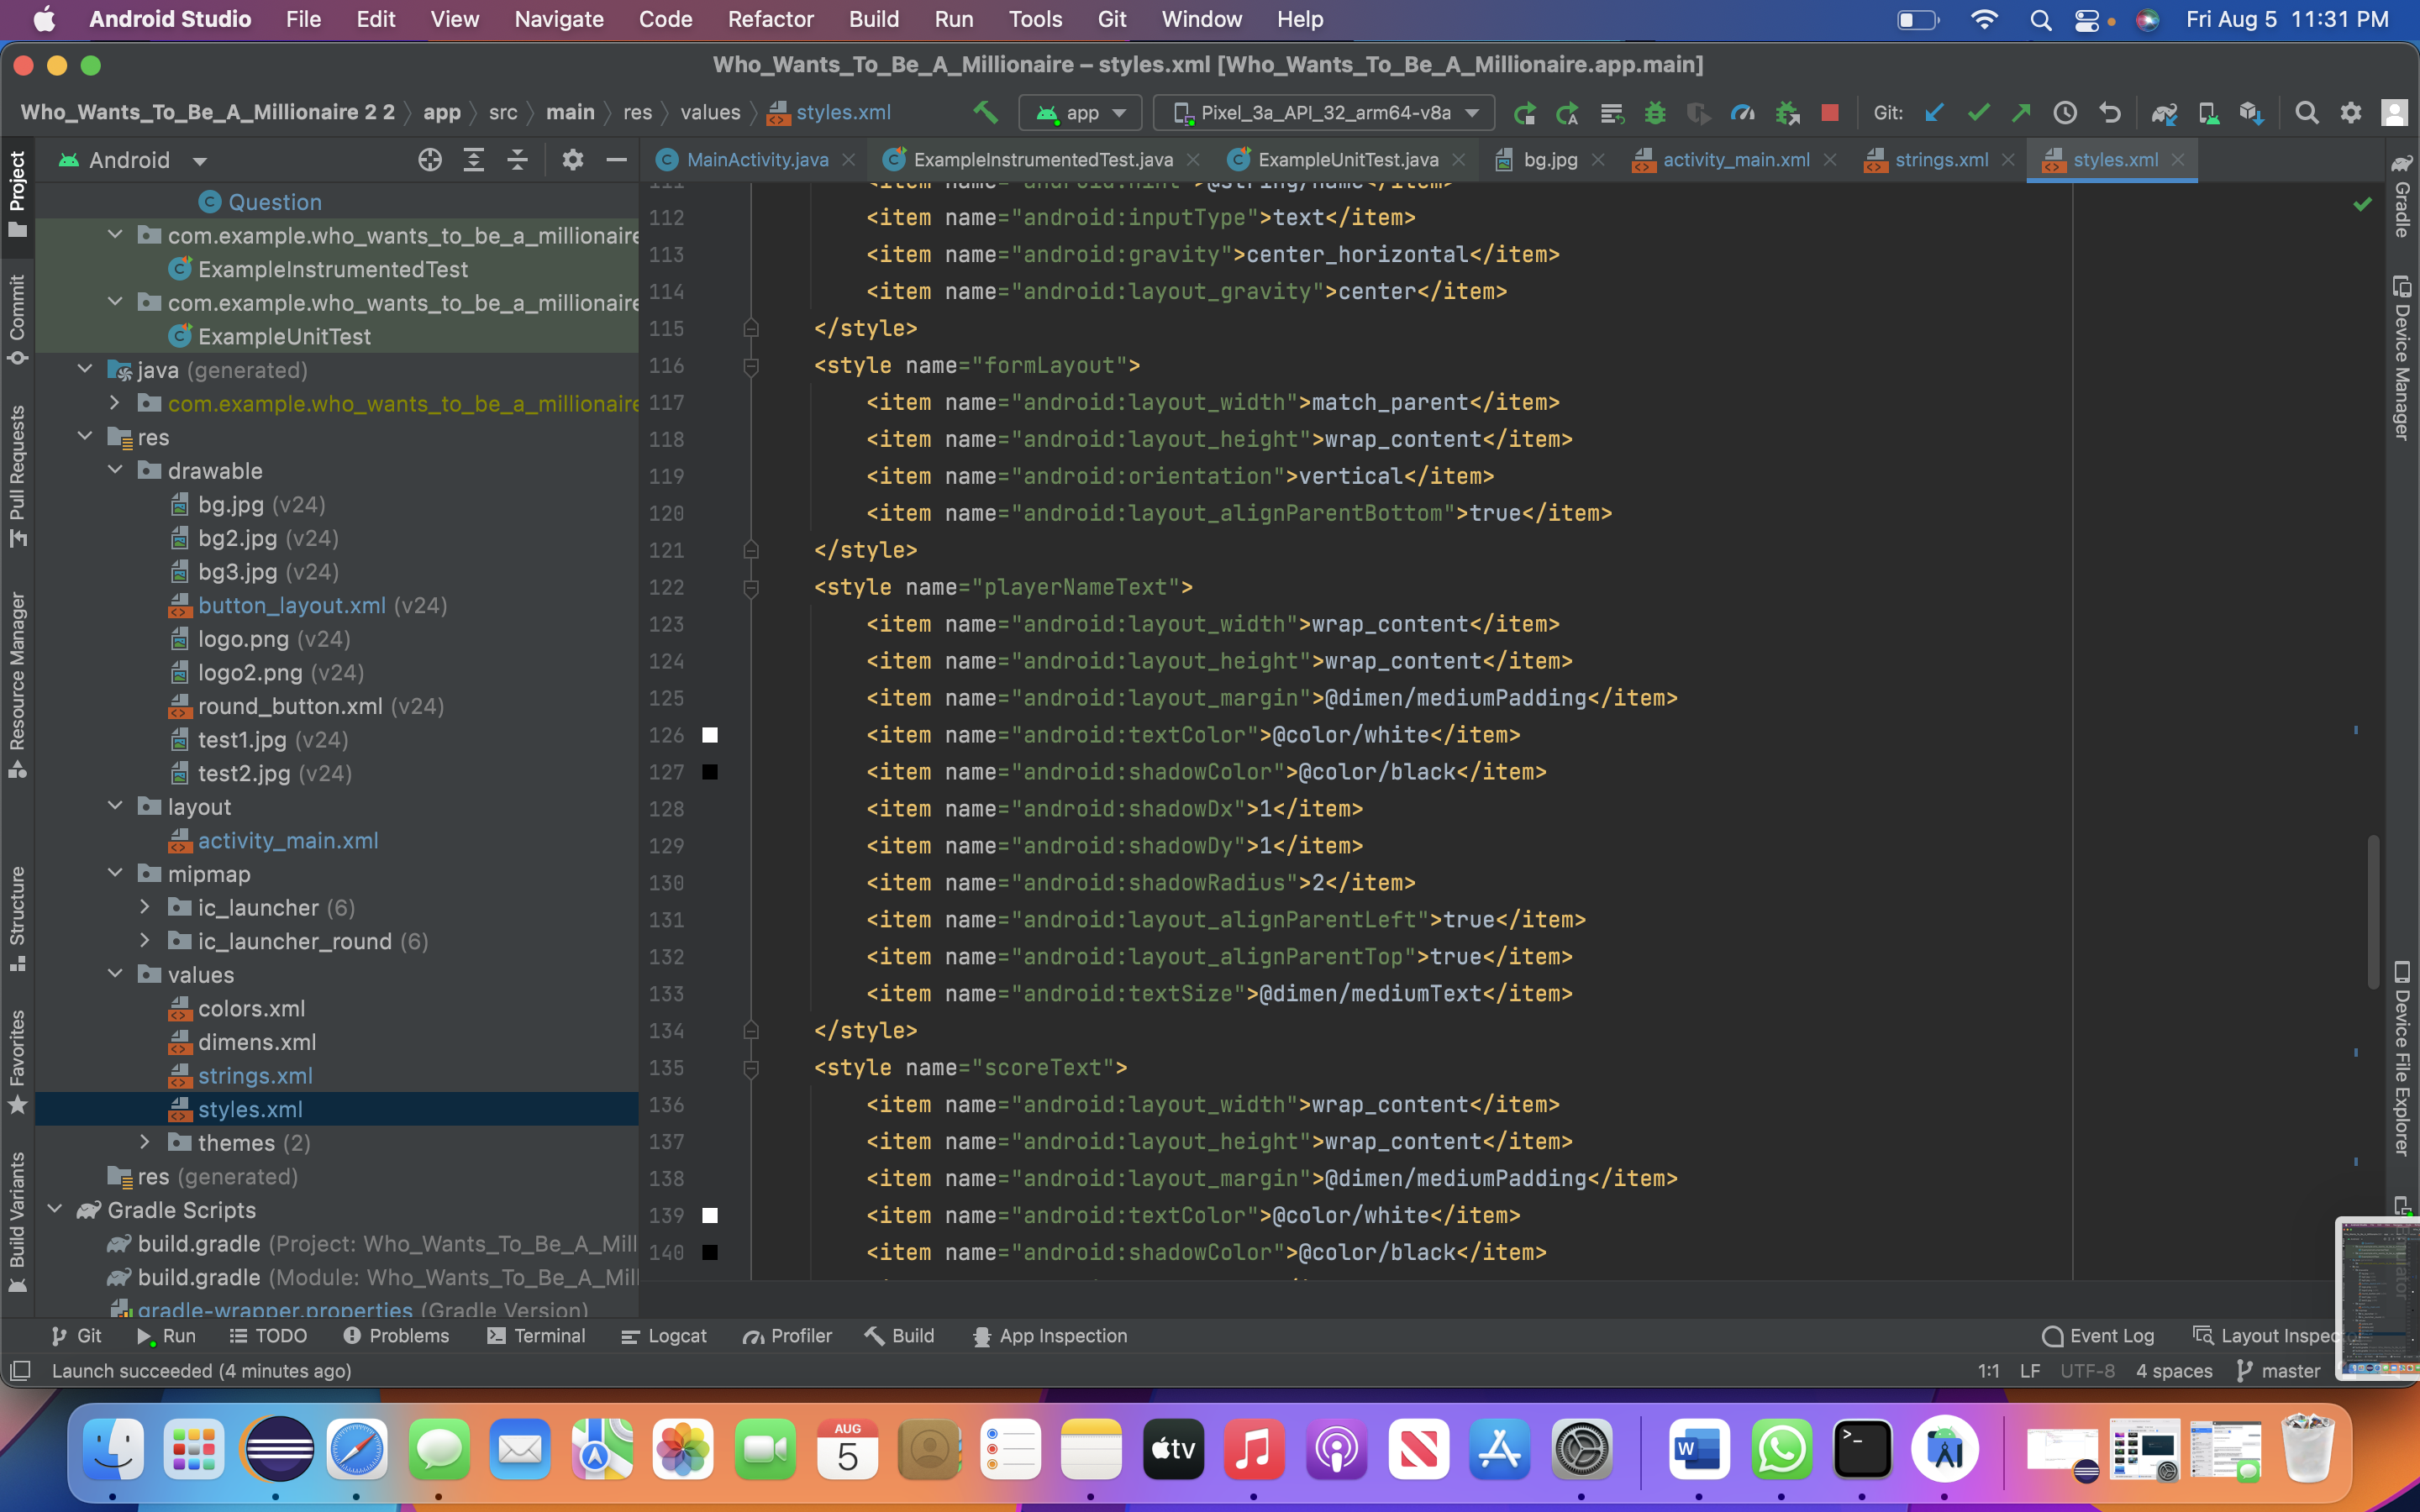 Android Studio File Edit View Navigate Code Refactor Build Run Tools Git Window Help Fri Aug 5 11:31 PM
Who_Wants_To_Be_A_Millionaire – styles.xml [Who_Wants_To_Be_A_Millionaire.app.main]
Who_Wants_To_Be_A_Millionaire 2 2 app src main res values styles.xml app Pixel_3a_API_32_arm64-v8a Git:
Android MainActivity.java ExampleInstrumentedTest.java ExampleUnitTest.java bg.jpg activity_main.xml strings.xml styles.xml
Project
Commit
Pull Requests
Resource Manager
Structure
Favorites
Build Variants
Question
com.example.who_wants_to_be_a_millionaire
ExampleInstrumentedTest
com.example.who_wants_to_be_a_millionaire
ExampleUnitTest
java (generated)
com.example.who_wants_to_be_a_millionaire
res
drawable
bg.jpg (v24)
bg2.jpg (v24)
bg3.jpg (v24)
button_layout.xml (v24)
logo.png (v24)
logo2.png (v24)
round_button.xml (v24)
test1.jpg (v24)
test2.jpg (v24)
layout
activity_main.xml
mipmap
ic_launcher (6)
ic_launcher_round (6)
values
colors.xml
dimens.xml
strings.xml
styles.xml
themes (2)
res (generated)
Gradle Scripts
build.gradle (Project: Who_Wants_To_Be_A_Mill
build.gradle (Module: Who_Wants_To_Be_A_Mil
gradle-wrapper.properties (Gradle Version)
111 <item name="android:hint">@string/name</item>
112 <item name="android:inputType">text</item>
113 <item name="android:gravity">center_horizontal</item>
114 <item name="android:layout_gravity">center</item>
115 </style>
116 <style name="formLayout">
117 <item name="android:layout_width">match_parent</item>
118 <item name="android:layout_height">wrap_content</item>
119 <item name="android:orientation">vertical</item>
120 <item name="android:layout_alignParentBottom">true</item>
121 </style>
122 <style name="playerNameText">
123 <item name="android:layout_width">wrap_content</item>
124 <item name="android:layout_height">wrap_content</item>
125 <item name="android:layout_margin">@dimen/mediumPadding</item>
126 <item name="android:textColor">@color/white</item>
127 <item name="android:shadowColor">@color/black</item>
128 <item name="android:shadowDx">1</item>
129 <item name="android:shadowDy">1</item>
130 <item name="android:shadowRadius">2</item>
131 <item name="android:layout_alignParentLeft">true</item>
132 <item name="android:layout_alignParentTop">true</item>
133 <item name="android:textSize">@dimen/mediumText</item>
134 </style>
135 <style name="scoreText">
136 <item name="android:layout_width">wrap_content</item>
137 <item name="android:layout_height">wrap_content</item>
138 <item name="android:layout_margin">@dimen/mediumPadding</item>
139 <item name="android:textColor">@color/white</item>
140 <item name="android:shadowColor">@color/black</item>
Gradle
Device Manager
Device File Explorer
Git Run TODO Problems Terminal Logcat Profiler Build App Inspection Event Log Layout Inspe
Launch succeeded (4 minutes ago) 1:1 LF UTF-8 4 spaces master
AUG
5
tv
W